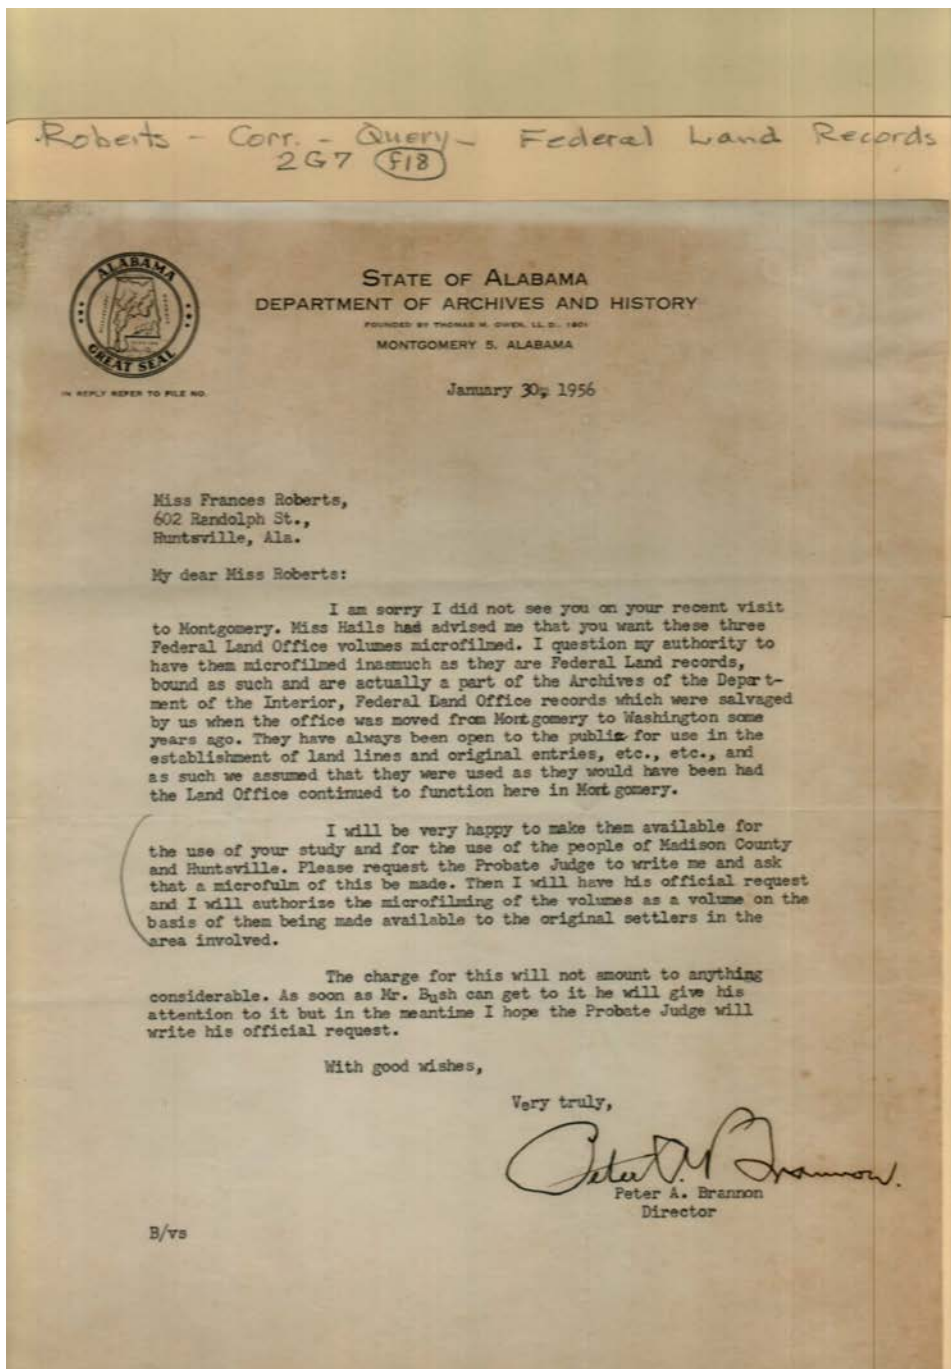 Roberts - Corr. - Query - Federal Land Records
2G7 f18
ALABAMA
GREAT SEAL
STATE OF ALABAMA
DEPARTMENT OF ARCHIVES AND HISTORY
FOUNDED BY THOMAS M. OWEN, LL. D., 1901
MONTGOMERY 5, ALABAMA
IN REPLY REFER TO FILE NO.
January 30, 1956
Miss Frances Roberts,
602 Randolph St.,
Huntsville, Ala.
My dear Miss Roberts:
I am sorry I did not see you on your recent visit
to Montgomery. Miss Hails had advised me that you want these three
Federal Land Office volumes microfilmed. I question my authority to
have them microfilmed inasmuch as they are Federal Land records,
bound as such and are actually a part of the Archives of the Depart-
ment of the Interior, Federal Land Office records which were salvaged
by us when the office was moved from Montgomery to Washington some
years ago. They have always been open to the public for use in the
establishment of land lines and original entries, etc., etc., and
as such we assumed that they were used as they would have been had
the Land Office continued to function here in Montgomery.
I will be very happy to make them available for
the use of your study and for the use of the people of Madison County
and Huntsville. Please request the Probate Judge to write me and ask
that a microfulm of this be made. Then I will have his official request
and I will authorize the microfilming of the volumes as a volume on the
basis of them being made available to the original settlers in the
area involved.
The charge for this will not amount to anything
considerable. As soon as Mr. Bush can get to it he will give his
attention to it but in the meantime I hope the Probate Judge will
write his official request.
With good wishes,
Very truly,
Peter A. Brannon.
Peter A. Brannon
Director
B/vs